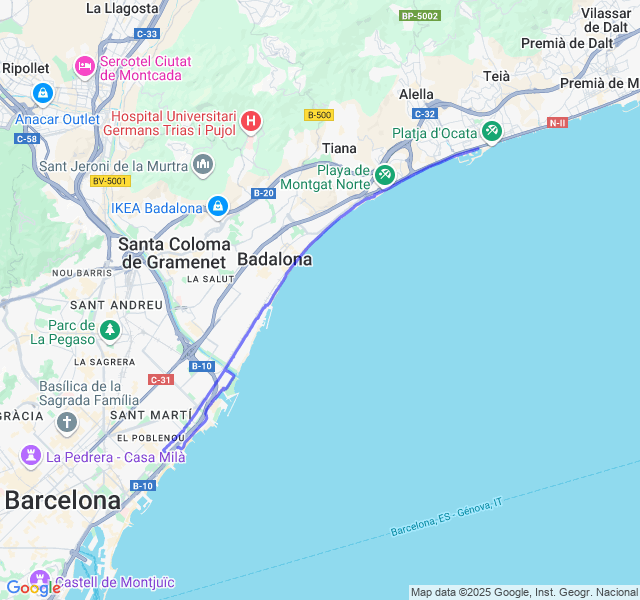 La Llagosta
BP-5002
Vilassar
de Dalt
C-33
Premià de Dalt
Sercotel Ciutat
de Montcada
Ripollet
Teià
Premià de M
Alella
Anacar Outlet
Hospital Universitari
Germans Trias i Pujol
B-500
C-32
N-II
Platja d'Ocata
C-58
Tiana
Sant Jeroni de la Murtra
Playa de
Montgat Norte
BV-5001
B-20
IKEA Badalona
Santa Coloma
de Gramenet
Badalona
NOU BARRIS
LA SALUT
SANT ANDREU
Parc de
La Pegaso
LA SAGRERA
B-10
C-31
Basílica de la
Sagrada Família
GRÀCIA
SANT MARTÍ
EL POBLENOU
La Pedrera - Casa Milà
B-10
Barcelona
Barcelona, ES - Génova, IT
Castell de Montjuïc
Google
Map data ©2025 Google, Inst. Geogr. Nacional